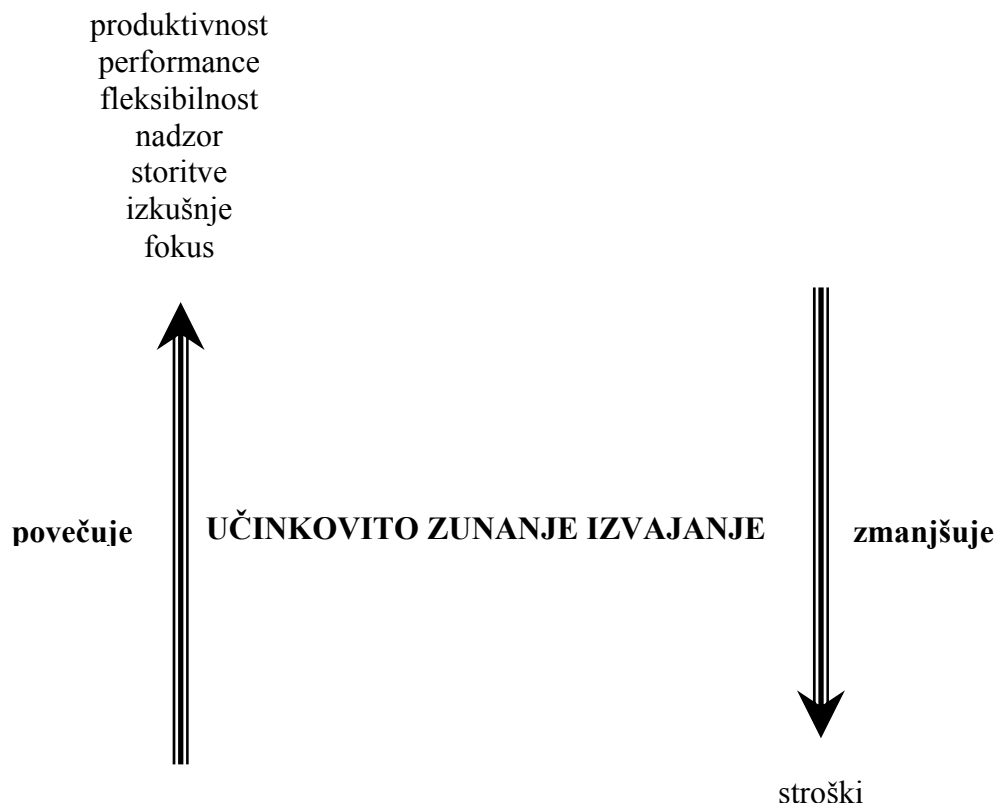 produktivnost
performance
fleksibilnost
nadzor
storitve
izkušnje
fokus
povečuje
UČINKOVITO ZUNANJE IZVAJANJE
zmanjšuje
stroški